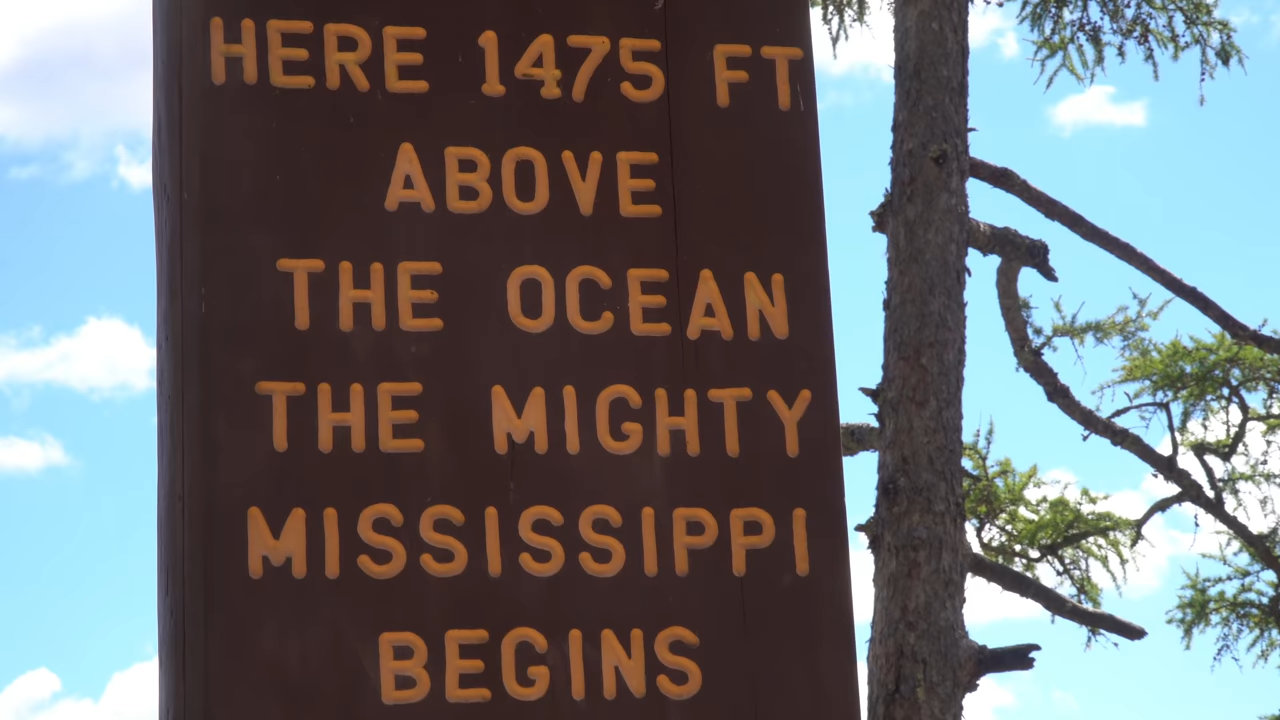 HERE 1475 FT
ABOVE
THE OCEAN
THE MIGHTY
MISSISSIPPI
BEGINS